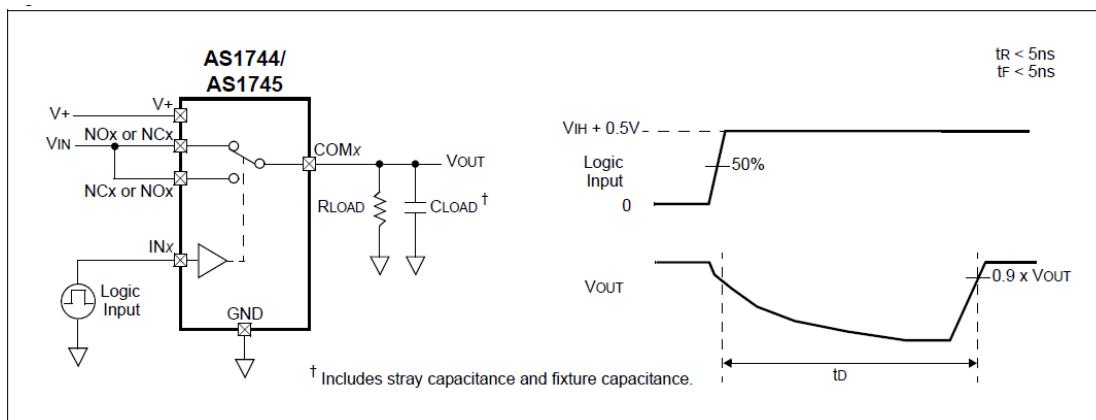 AS1744/
AS1745
V+
V+
VIN
NOx or NCx
NCx or NOx
COMx
VOUT
RLOAD
CLOAD †
INx
Logic
Input
GND
† Includes stray capacitance and fixture capacitance.
tR < 5ns
tF < 5ns
VIH + 0.5V
Logic
Input
50%
0
VOUT
0.9 x VOUT
tD